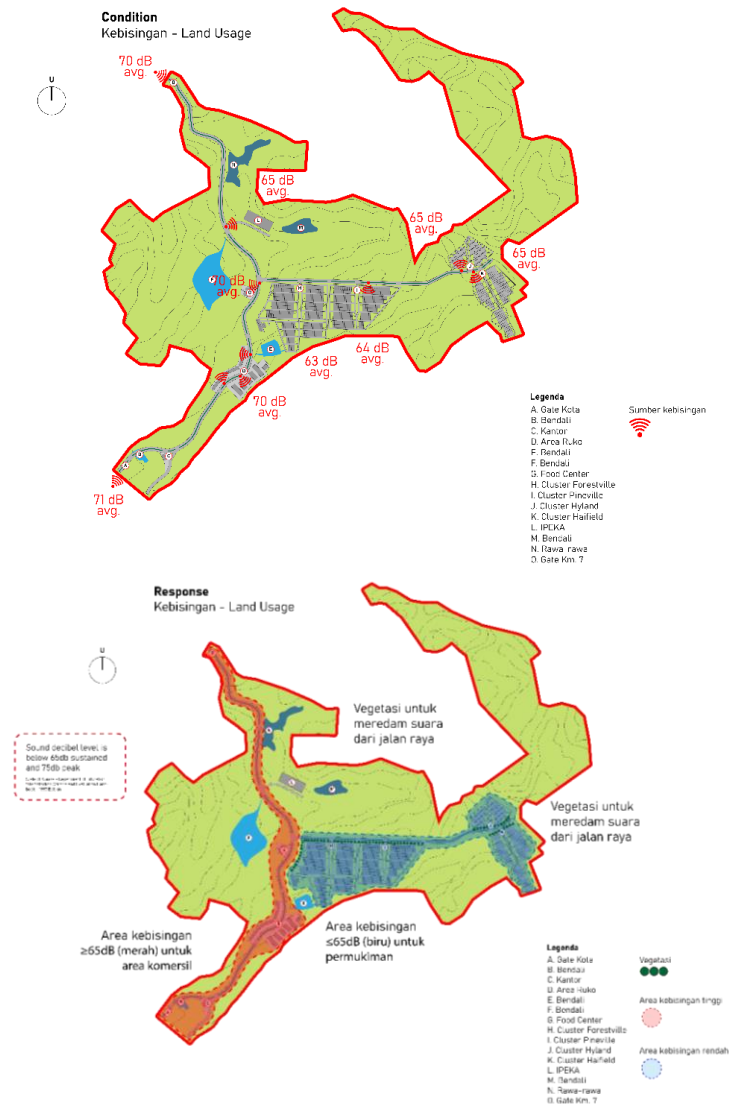 Condition
Kebisingan - Land Usage
U
70 dB
avg.
65 dB
avg.
65 dB
avg.
65 dB
avg.
70 dB
avg.
63 dB
avg.
64 dB
avg.
70 dB
avg.
71 dB
avg.
Legenda
A. Gate Kota
B. Bendali
C. Kantor
D. Area Ruko
E. Bendali
F. Bendali
G. Food Center
H. Cluster Forestville
I. Cluster Pineville
J. Cluster Hyland
K. Cluster Haifield
L. IPEKA
M. Bendali
N. Rawa-rawa
O. Gate Km. 7
Sumber kebisingan
Response
Kebisingan - Land Usage
U
Sound decibel level is
below 65db sustained
and 75db peak
Vegetasi untuk
meredam suara
dari jalan raya
Vegetasi untuk
meredam suara
dari jalan raya
Area kebisingan
≥65dB (merah) untuk
area komersil
Area kebisingan
≤65dB (biru) untuk
permukiman
Legenda
A. Gate Kota
B. Bendali
C. Kantor
D. Area Ruko
E. Bendali
F. Bendali
G. Food Center
H. Cluster Forestville
I. Cluster Pineville
J. Cluster Hyland
K. Cluster Haifield
L. IPEKA
M. Bendali
N. Rawa-rawa
O. Gate Km. 7
Vegetasi
Area kebisingan tinggi
Area kebisingan rendah